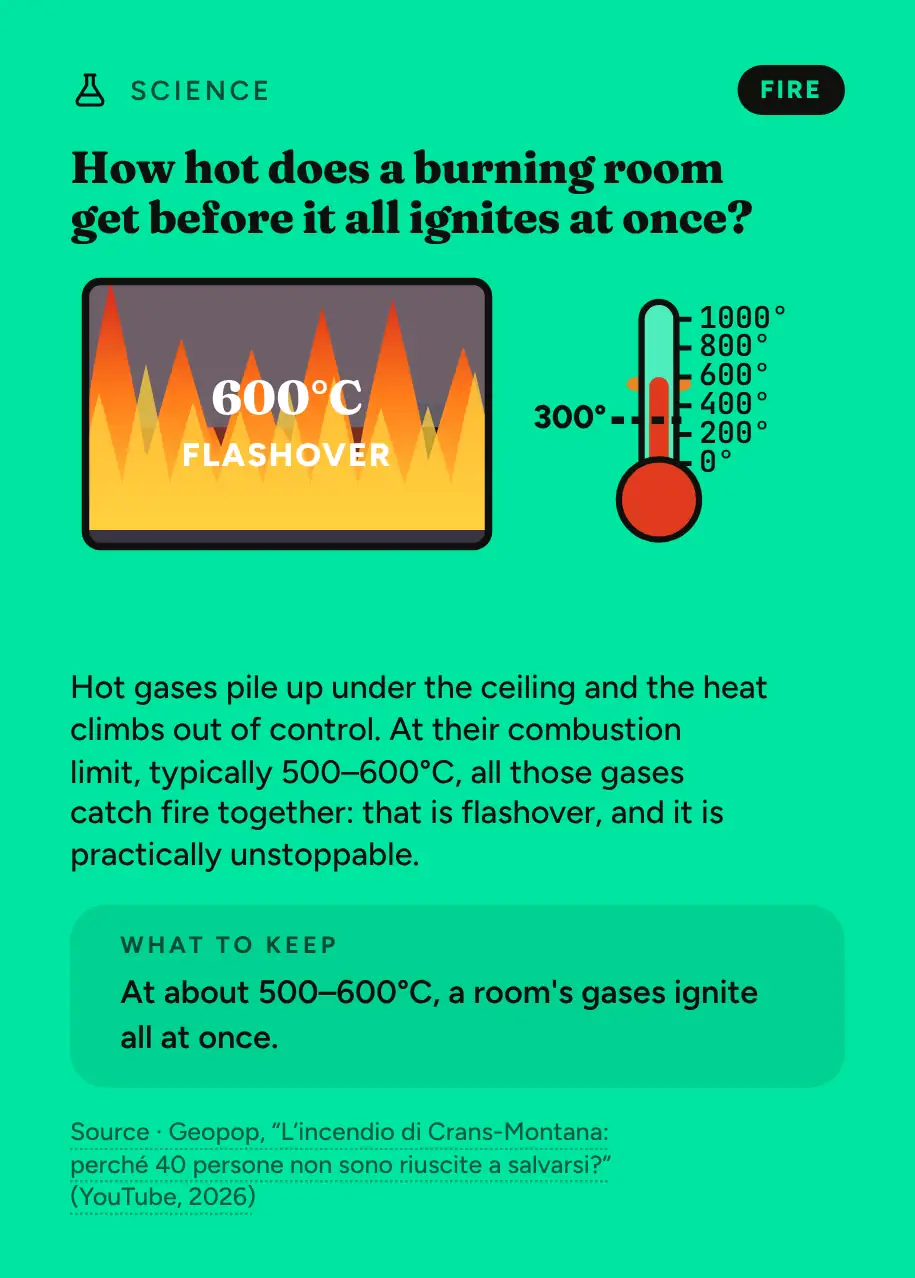 SCIENCE
FIRE
How hot does a burning room
get before it all ignites at once?
600°C
FLASHOVER
300°
1000°
800°
600°
400°
200°
0°
Hot gases pile up under the ceiling and the heat
climbs out of control. At their combustion
limit, typically 500–600°C, all those gases
catch fire together: that is flashover, and it is
practically unstoppable.
WHAT TO KEEP
At about 500–600°C, a room's gases ignite
all at once.
Source · Geopop, “L’incendio di Crans-Montana:
perché 40 persone non sono riuscite a salvarsi?”
(YouTube, 2026)